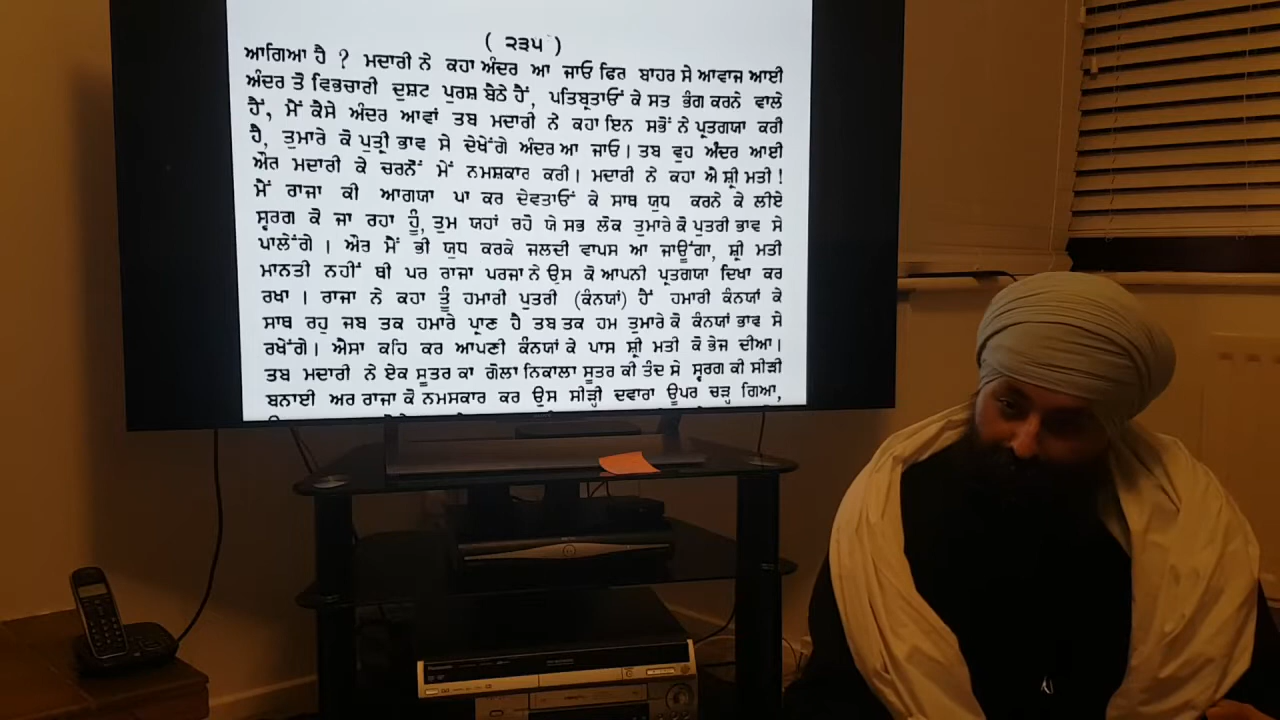 ( ੨੩੫ )
ਆਗਿਆ ਹੈ ? ਮਦਾਰੀ ਨੇ ਕਹਾ ਅੰਦਰ ਆ ਜਾਓ ਫਿਰ ਬਾਹਰ ਸੇ ਆਵਾਜ ਆਈ
ਅੰਦਰ ਤੋ ਵਿਭਚਾਰੀ ਦੁਸ਼ਟ ਪੁਰਸ਼ ਬੈਠੇ ਹੈਂ, ਪਤਿਬ੍ਰਤਾਓਂ ਕੇ ਸਤ ਭੰਗ ਕਰਨੇ ਵਾਲੇ
ਹੈਂ, ਮੈਂ ਕੈਸੇ ਅੰਦਰ ਆਵਾਂ ਤਬ ਮਦਾਰੀ ਨੇ ਕਹਾ ਇਨ ਸਭੋਂ ਨੇ ਪ੍ਰਤਗਯਾ ਕਰੀ
ਹੈ, ਤੁਮਾਰੇ ਕੋ ਪੁਤ੍ਰੀ ਭਾਵ ਸੇ ਦੇਖੇਂਗੇ ਅੰਦਰ ਆ ਜਾਓ। ਤਬ ਵੁਹ ਅੰਦਰ ਆਈ
ਔਰ ਮਦਾਰੀ ਕੇ ਚਰਨੋਂ ਮੇਂ ਨਮਸ਼ਕਾਰ ਕਰੀ। ਮਦਾਰੀ ਨੇ ਕਹਾ ਐ ਸ਼੍ਰੀ ਮਤੀ !
ਮੈਂ ਰਾਜਾ ਕੀ ਆਗਯਾ ਪਾ ਕਰ ਦੇਵਤਾਓਂ ਕੇ ਸਾਥ ਯੁਧ ਕਰਨੇ ਕੇ ਲੀਏ
ਸ੍ਵਰਗ ਕੋ ਜਾ ਰਹਾ ਹੂੰ, ਤੁਮ ਯਹਾਂ ਰਹੋ ਯੇ ਸਭ ਲੋਕ ਤੁਮਾਰੇ ਕੋ ਪੁਤਰੀ ਭਾਵ ਸੇ
ਪਾਲੇਂਗੇ । ਔਰ ਮੈਂ ਭੀ ਯੁਧ ਕਰਕੇ ਜਲਦੀ ਵਾਪਸ ਆ ਜਾਊਂਗਾ, ਸ਼੍ਰੀ ਮਤੀ
ਮਾਨਤੀ ਨਹੀਂ ਥੀ ਪਰ ਰਾਜਾ ਪਰਜਾ ਨੇ ਉਸ ਕੋ ਆਪਨੀ ਪ੍ਰਤਗਯਾ ਦਿਖਾ ਕਰ
ਰਖਾ । ਰਾਜਾ ਨੇ ਕਹਾ ਤੂੰ ਹਮਾਰੀ ਪੁਤਰੀ (ਕੰਨਯਾਂ) ਹੈਂ ਹਮਾਰੀ ਕੰਨਯਾਂ ਕੇ
ਸਾਥ ਰਹੁ ਜਬ ਤਕ ਹਮਾਰੇ ਪ੍ਰਾਣ ਹੈ ਤਬ ਤਕ ਹਮ ਤੁਮਾਰੇ ਕੋ ਕੰਨਯਾਂ ਭਾਵ ਸੇ
ਰਖੋਂਗੇ। ਐਸਾ ਕਹਿ ਕਰ ਆਪਣੀ ਕੰਨਯਾਂ ਕੇ ਪਾਸ ਸ਼੍ਰੀ ਮਤੀ ਕੋ ਭੇਜ ਦੀਆ।
ਤਬ ਮਦਾਰੀ ਨੇ ਏਕ ਸੂਤਰ ਕਾ ਗੋਲਾ ਨਿਕਾਲਾ ਸੂਤਰ ਕੀ ਤੰਦ ਸੇ ਸ੍ਵਰਗ ਕੀ ਸੀੜੀ
ਬਨਾਈ ਅਰ ਰਾਜਾ ਕੋ ਨਮਸਕਾਰ ਕਰ ਉਸ ਸੀੜ੍ਹੀ ਦਵਾਰਾ ਊਪਰ ਚੜ੍ਹ ਗਿਆ,